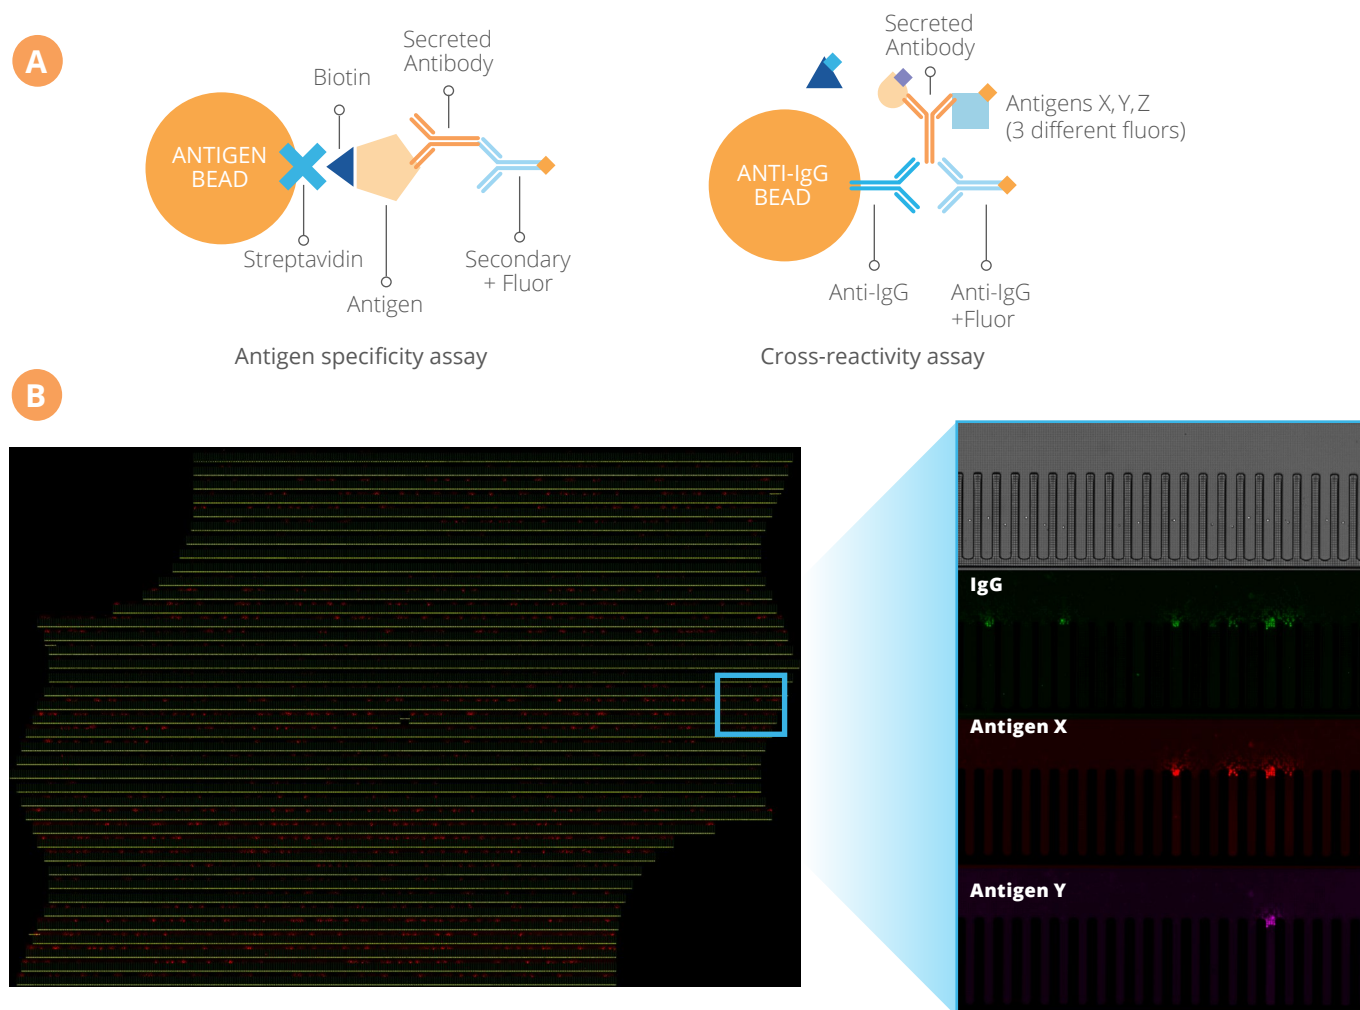 A
Biotin
Secreted
Antibody
ANTIGEN
BEAD
Streptavidin
Antigen
Secondary
+ Fluor
Antigen specificity assay
Secreted
Antibody
Antigens X, Y, Z
(3 different fluors)
ANTI-IgG
BEAD
Anti-IgG
Anti-IgG
+Fluor
Cross-reactivity assay
B
IgG
Antigen X
Antigen Y